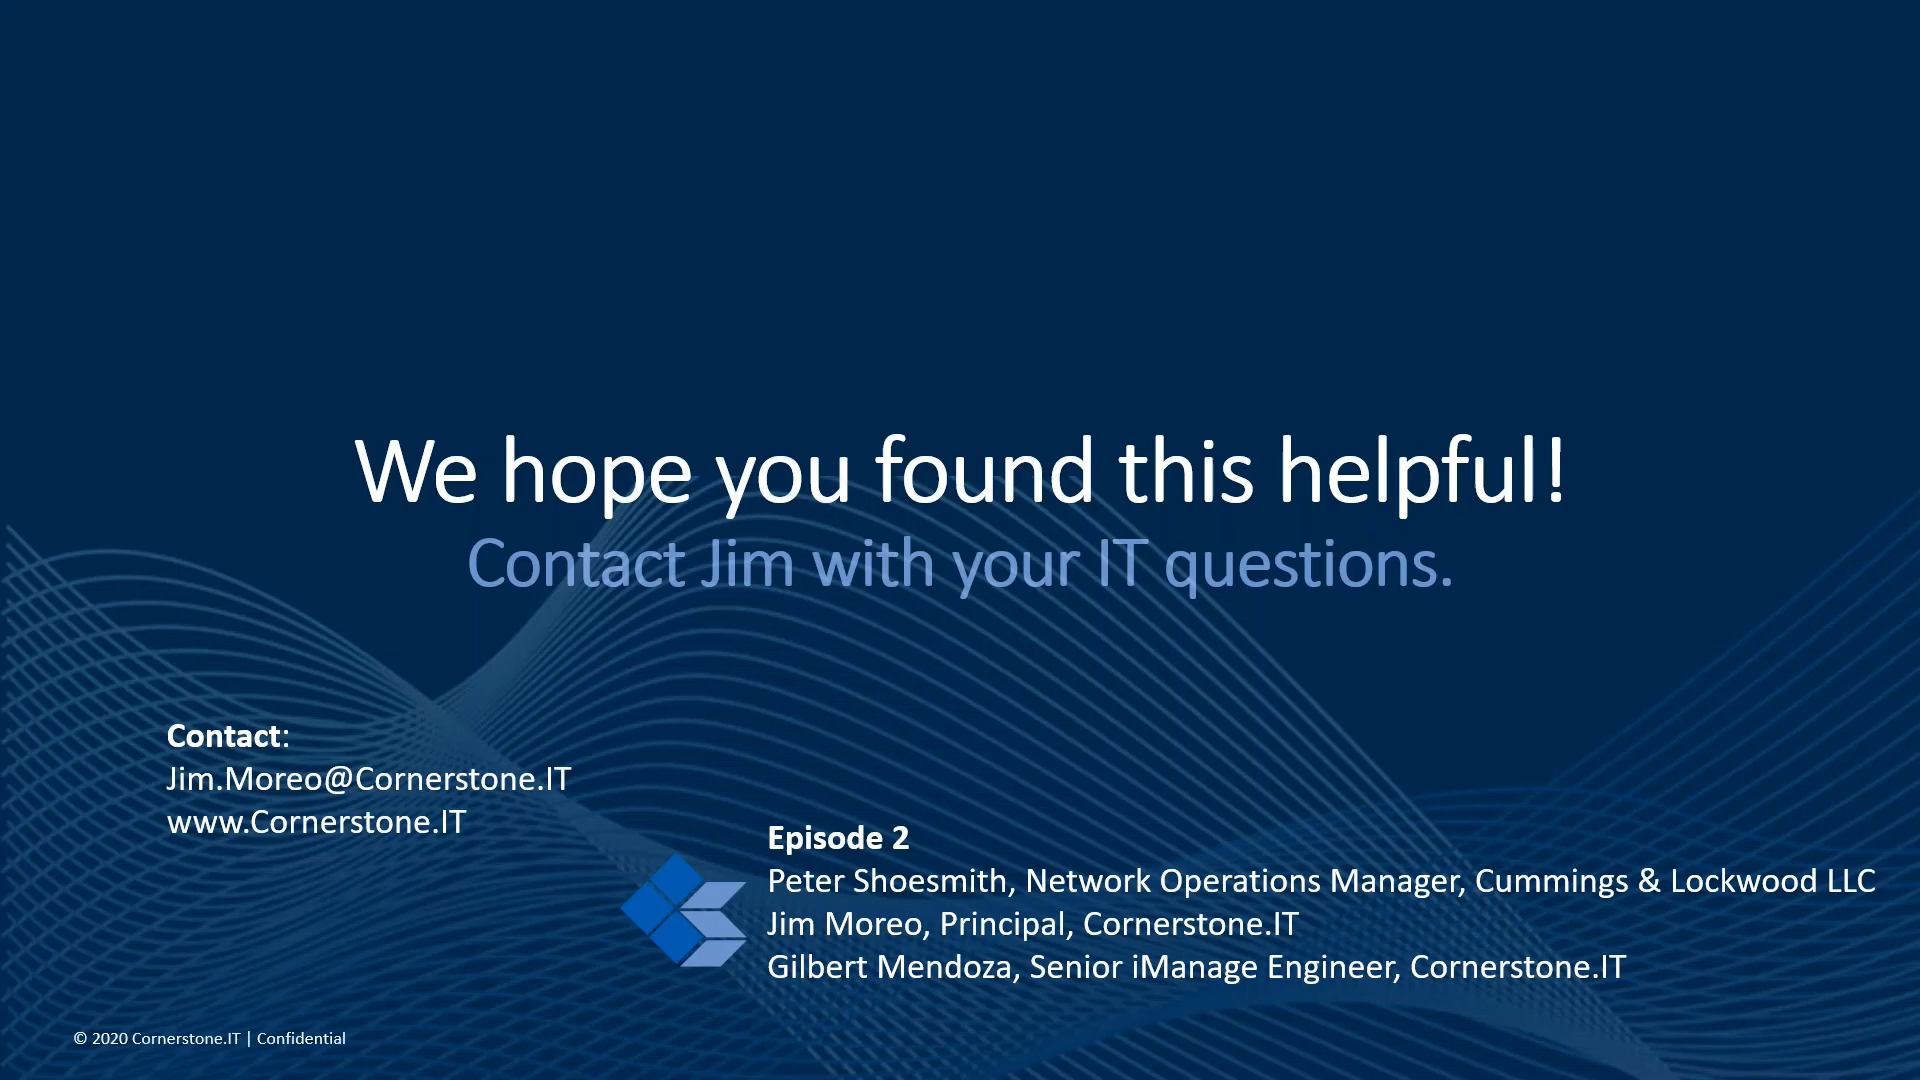 We hope you found this helpful!
Contact Jim with your IT questions.
Contact:
Jim.Moreo@Cornerstone.IT
www.Cornerstone.IT
Episode 2
Peter Shoesmith, Network Operations Manager, Cummings & Lockwood LLC
Jim Moreo, Principal, Cornerstone.IT
Gilbert Mendoza, Senior iManage Engineer, Cornerstone.IT
© 2020 Cornerstone.IT | Confidential